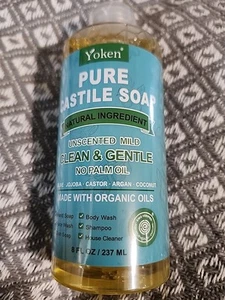 Yoken
PURE
CASTILE SOAP
NATURAL INGREDIENT
UNSCENTED MILD
CLEAN & GENTLE
NO PALM OIL
JOJOBA · CASTOR · ARGAN · COCONUT
MADE WITH ORGANIC OILS
✓ Body Wash
✓ Shampoo
✓ House Cleaner
8 FL OZ / 237 ML